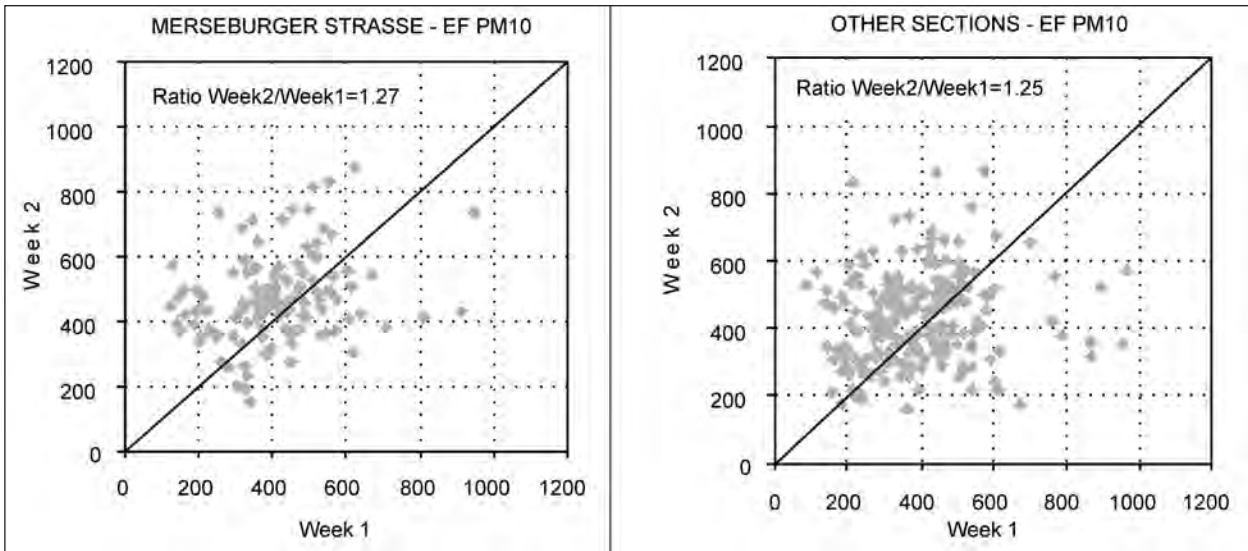 MERSEBURGER STRASSE - EF PM10
Ratio Week2/Week1=1.27
1200
1000
800
600
400
200
0
Week 2
0 200 400 600 800 1000 1200
Week 1
OTHER SECTIONS - EF PM10
Ratio Week2/Week1=1.25
1200
1000
800
600
400
200
0
Week 2
0 200 400 600 800 1000 1200
Week 1